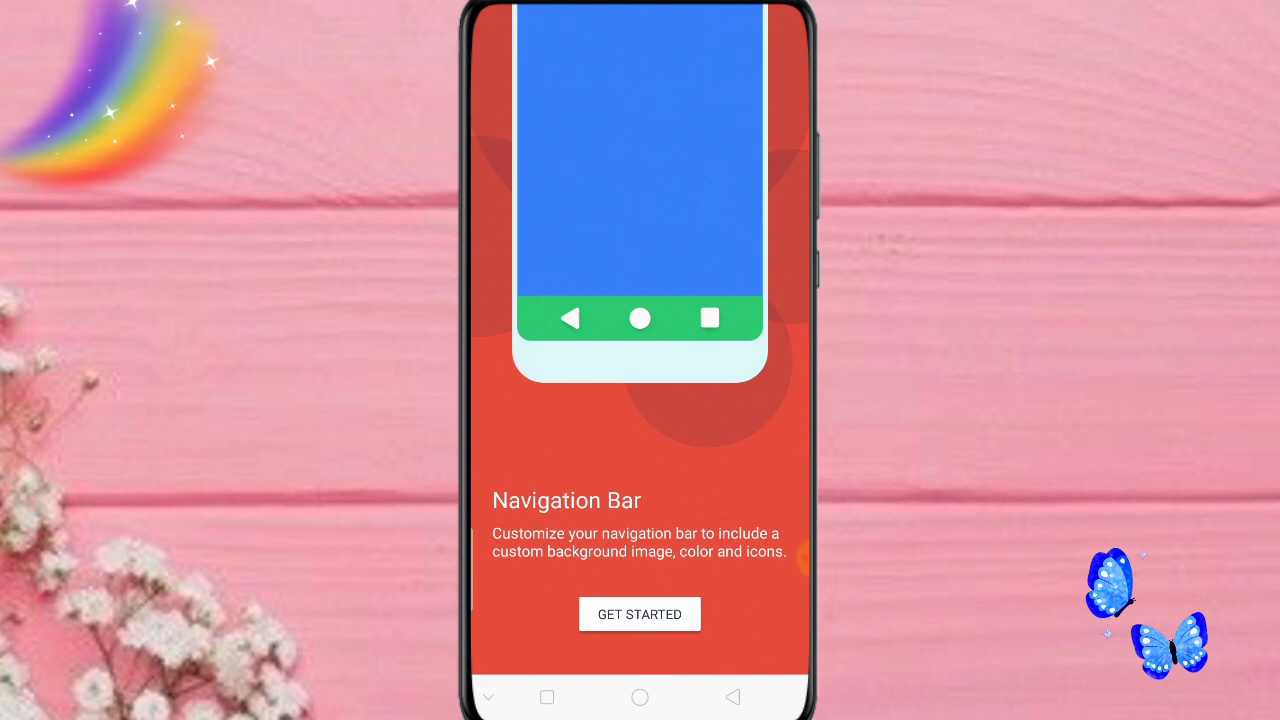 Navigation Bar
Customize your navigation bar to include a
custom background image, color and icons.
GET STARTED